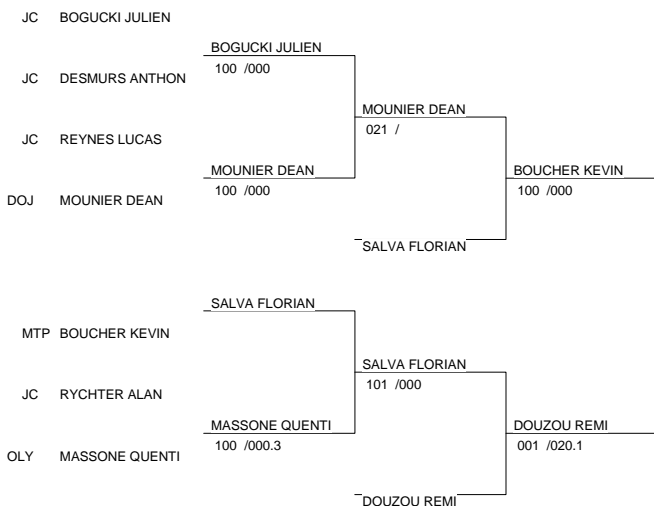 JC BOGUCKI JULIEN
BOGUCKI JULIEN
100 /000
JC DESMURS ANTHON
MOUNIER DEAN
021 /
JC REYNES LUCAS
MOUNIER DEAN
100 /000
BOUCHER KEVIN
100 /000
DOJ MOUNIER DEAN
SALVA FLORIAN
SALVA FLORIAN
MTP BOUCHER KEVIN
SALVA FLORIAN
101 /000
JC RYCHTER ALAN
MASSONE QUENTI
100 /000.3
DOUZOU REMI
001 /020.1
OLY MASSONE QUENTI
DOUZOU REMI